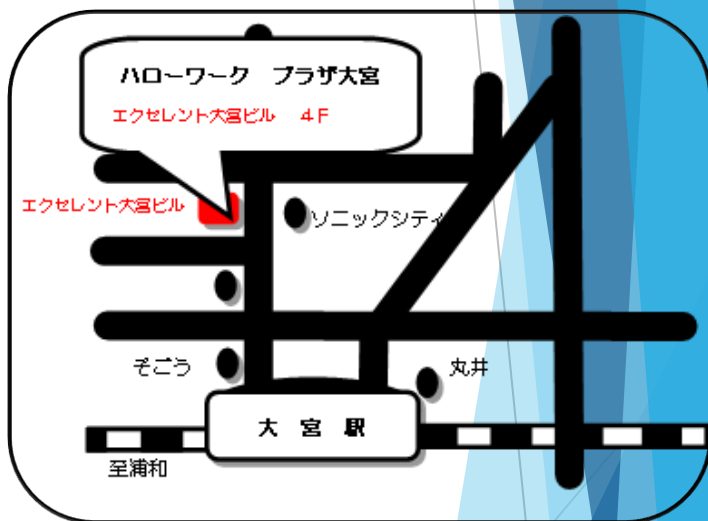 ハローワーク　プラザ大宮
エクセレント大宮ビル　４Ｆ
エクセレント大宮ビル
ソニックシティ
そごう
丸井
大 宮 駅
至浦和